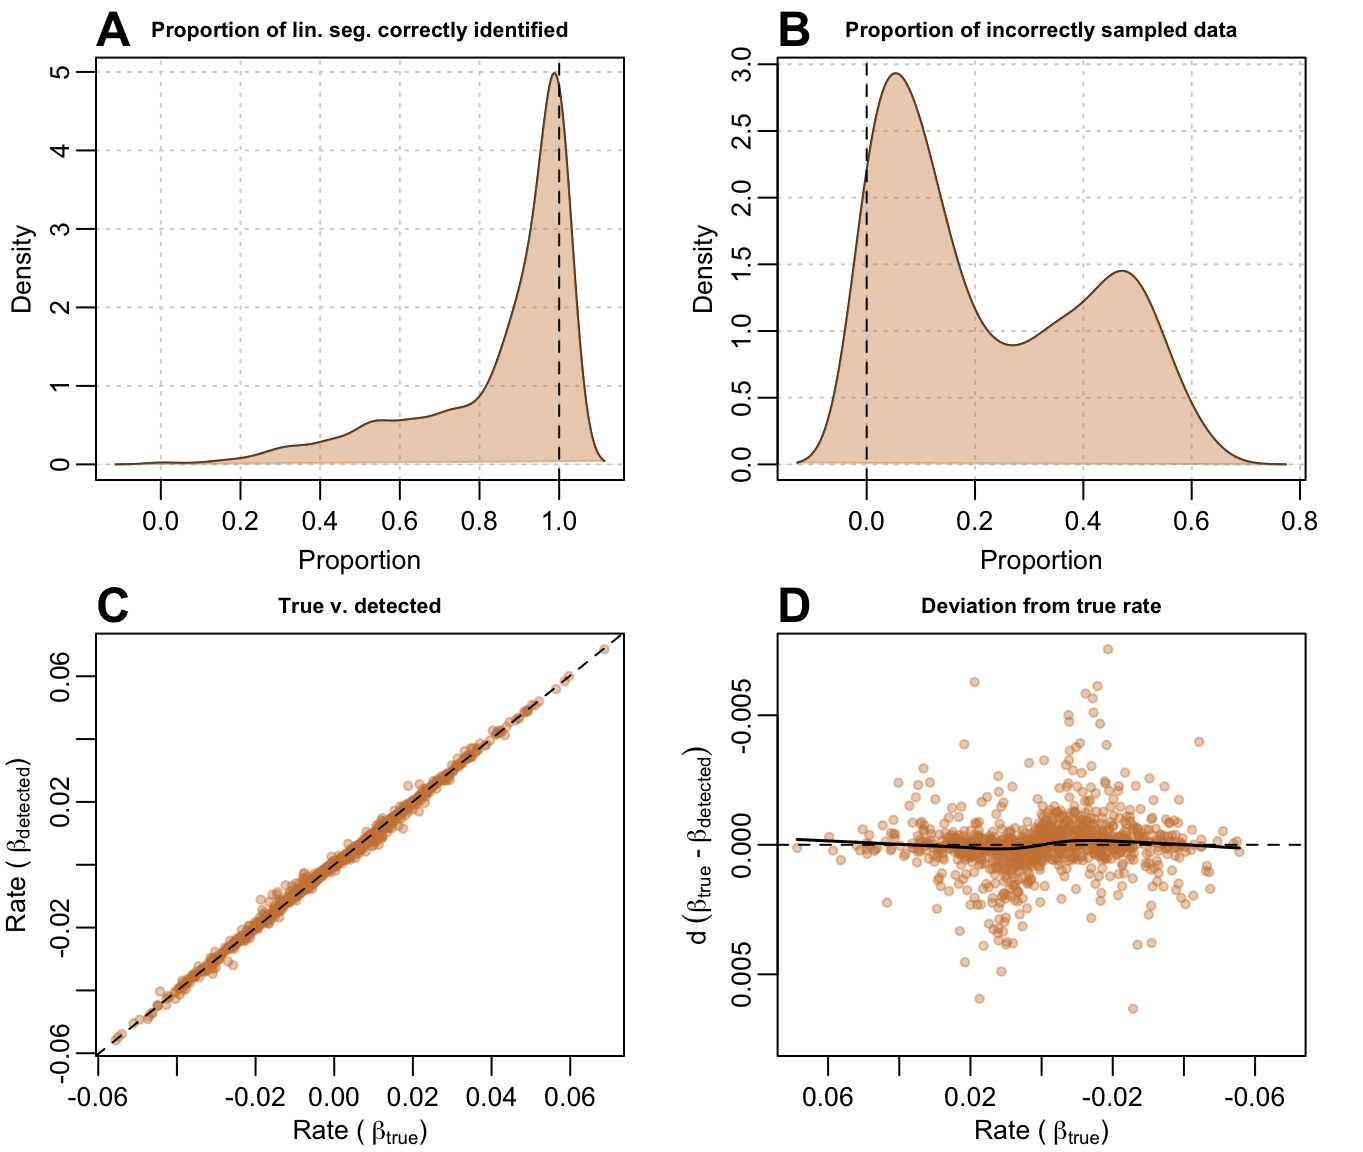 A Proportion of lin. seg. correctly identified
Density
0 1 2 3 4 5
0.0 0.2 0.4 0.6 0.8 1.0
Proportion
B Proportion of incorrectly sampled data
Density
0.0 0.5 1.0 1.5 2.0 2.5 3.0
0.0 0.2 0.4 0.6 0.8
Proportion
C True v. detected
Rate ( βdetected)
-0.06 -0.02 0.02 0.06
-0.06 -0.02 0.00 0.02 0.04 0.06
Rate ( βtrue)
D Deviation from true rate
d (βtrue - βdetected)
0.005 0.000 -0.005
0.06 0.02 -0.02 -0.06
Rate ( βtrue)